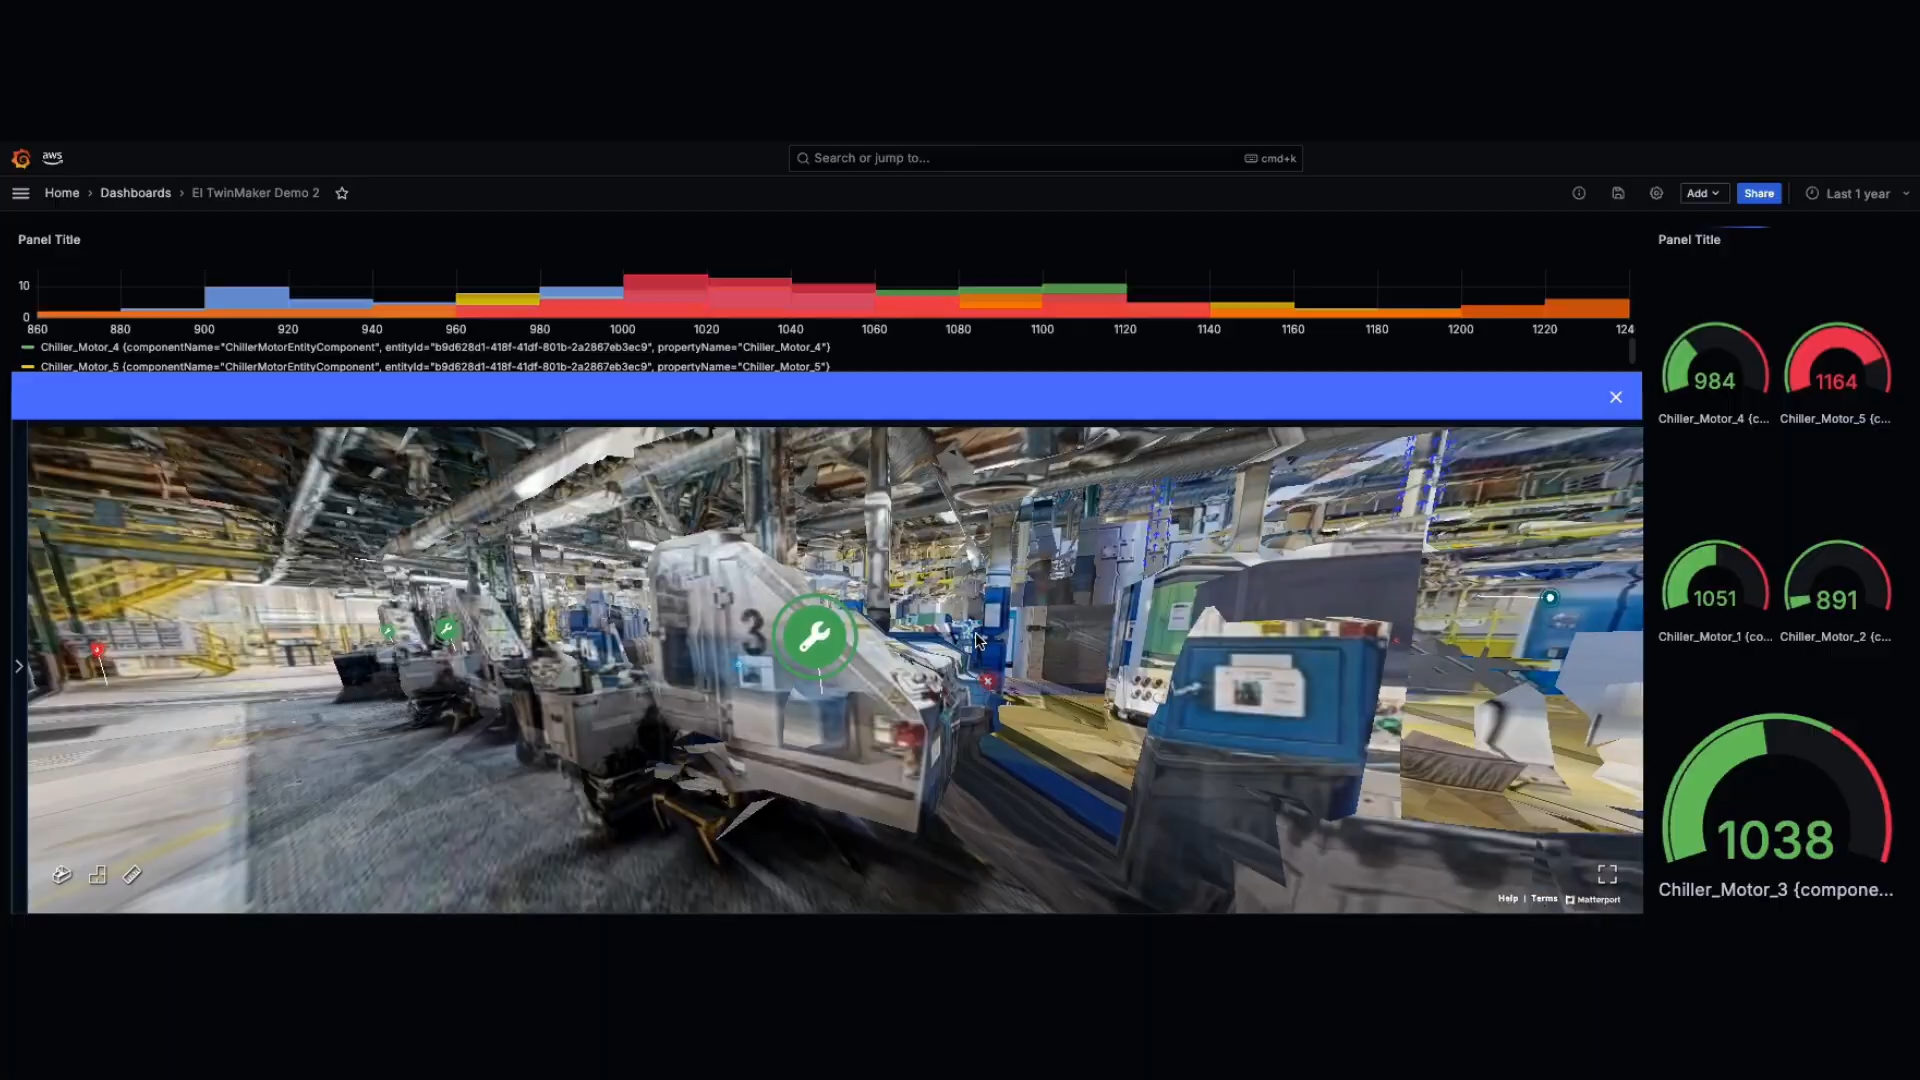 aws
Search or jump to...
cmd+k
Home
Dashboards
EI TwinMaker Demo 2
Add
Share
Last 1 year
Panel Title
10
0
860 880 900 920 940 960 980 1000 1020 1040 1060 1080 1100 1120 1140 1160 1180 1200 1220 124
Chiller_Motor_4 {componentName="ChillerMotorEntityComponent", entityId="b9d628d1-418f-41df-801b-2a2867eb3ec9", propertyName="Chiller_Motor_4"}
Chiller_Motor_5 {componentName="ChillerMotorEntityComponent", entityId="b9d628d1-418f-41df-801b-2a2867eb3ec9", propertyName="Chiller_Motor_5"}
3
Help | Terms
Matterport
Panel Title
984
1164
Chiller_Motor_4 {c...
Chiller_Motor_5 {c...
1051
891
Chiller_Motor_1 {co...
Chiller_Motor_2 {c...
1038
Chiller_Motor_3 {compone...